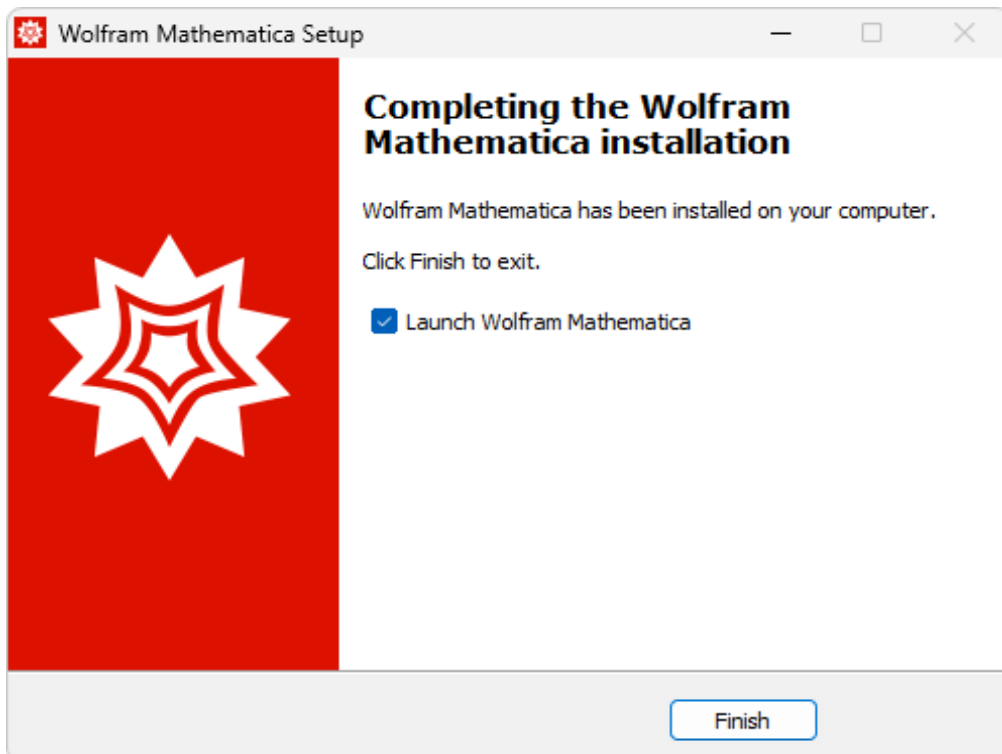 Wolfram Mathematica Setup
Completing the Wolfram
Mathematica installation
Wolfram Mathematica has been installed on your computer.
Click Finish to exit.
Launch Wolfram Mathematica
Finish